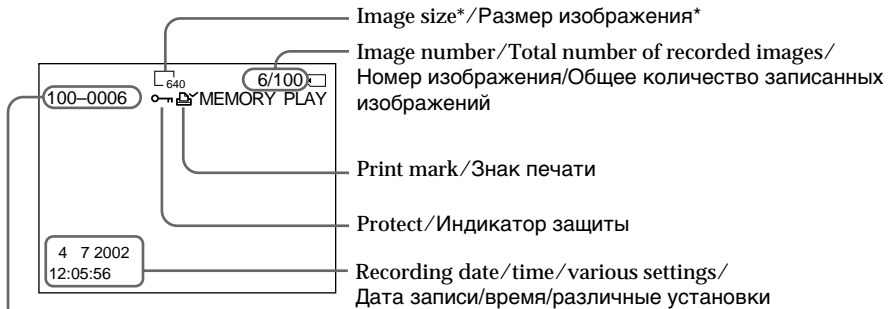 Image size*/Размер изображения*
Image number/Total number of recorded images/
Номер изображения/Общее количество записанных
изображений
640
6/100
100–0006
MEMORY PLAY
Print mark/Знак печати
Protect/Индикатор защиты
4 7 2002
12:05:56
Recording date/time/various settings/
Дата записи/время/различные установки